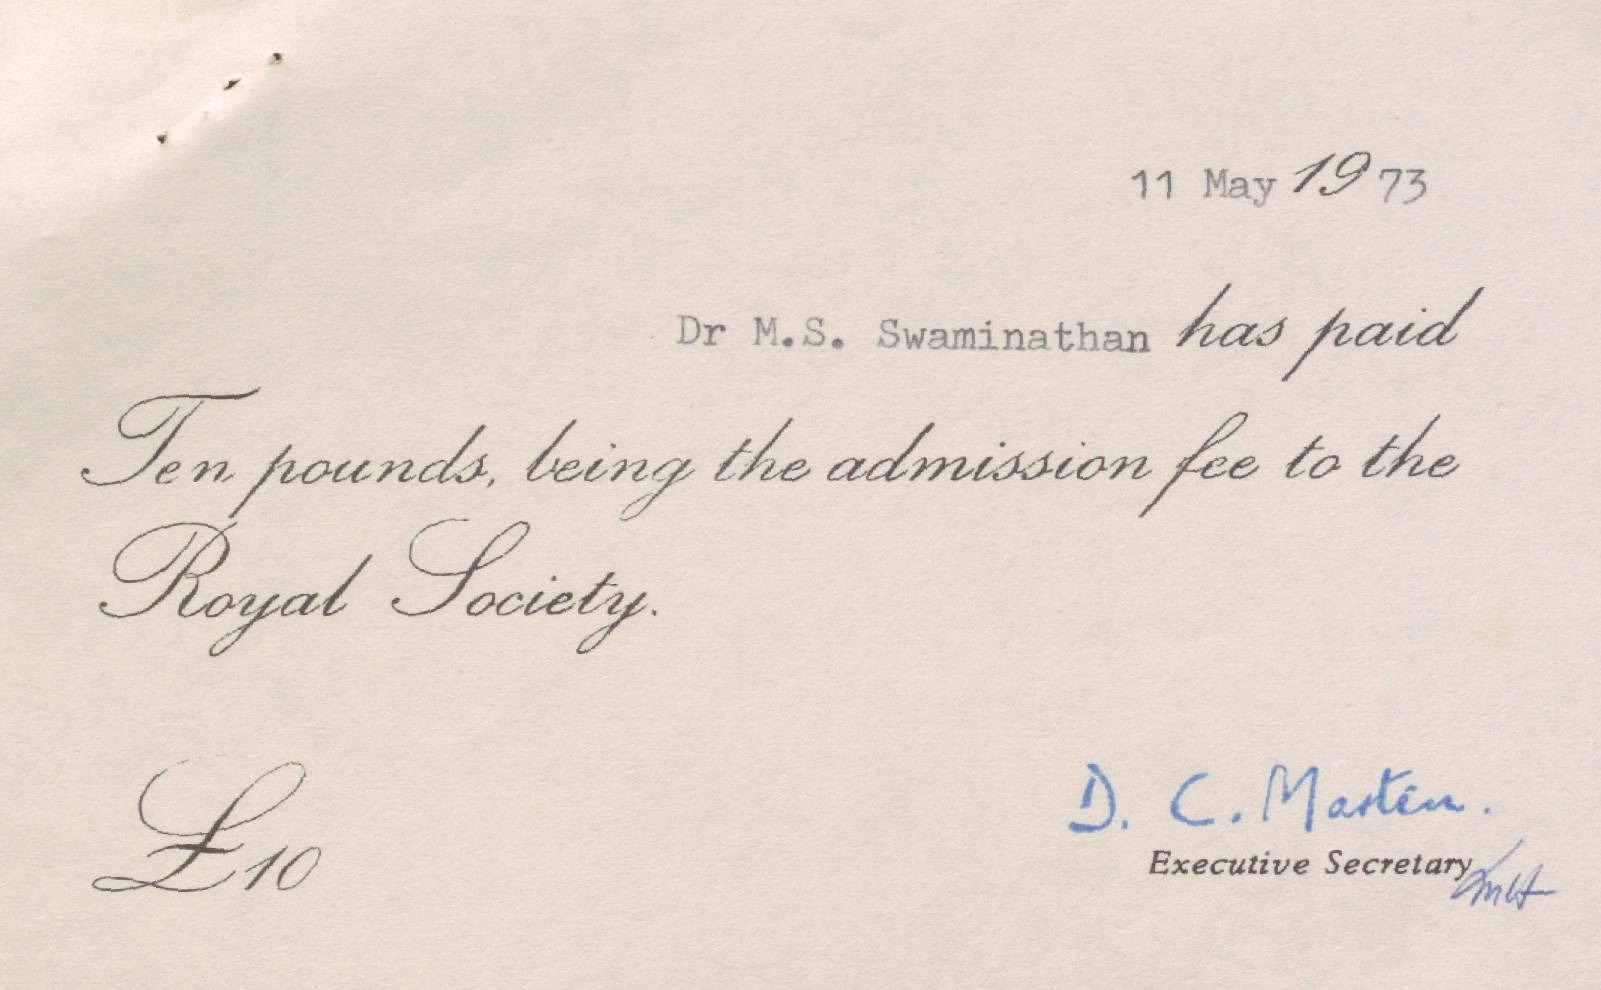 11 May 1973
Dr M.S. Swaminathan has paid
Ten pounds, being the admission fee to the
Royal Society.
£10
D. C. Martin.
Executive Secretary